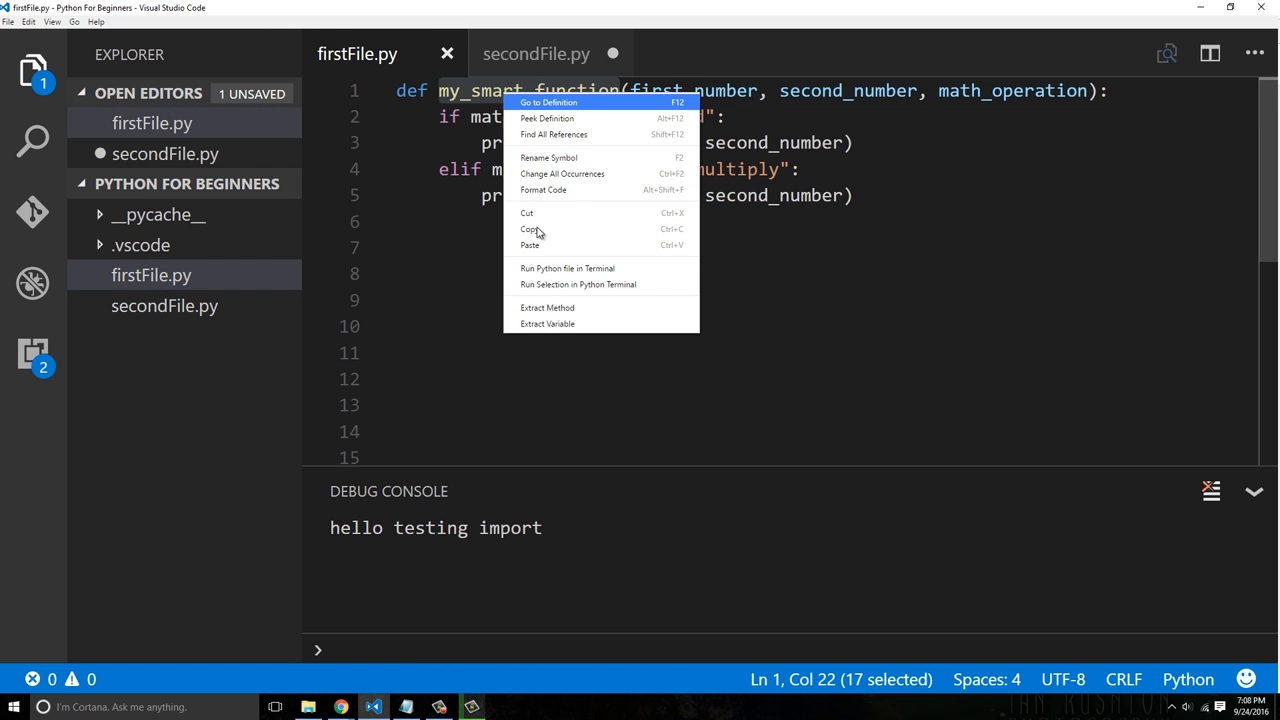 firstFile.py - Python For Beginners - Visual Studio Code
File Edit View Go Help
EXPLORER
firstFile.py
secondFile.py
OPEN EDITORS 1 UNSAVED
firstFile.py
secondFile.py
PYTHON FOR BEGINNERS
__pycache__
.vscode
firstFile.py
secondFile.py
1
2
1 def my_smart_function(first_number, second_number, math_operation):
2 if mat d":
3 pr second_number)
4 elif m multiply":
5 pr second_number)
6
7
8
9
10
11
12
13
14
15
Go to Definition F12
Peek Definition Alt+F12
Find All References Shift+F12
Rename Symbol F2
Change All Occurrences Ctrl+F2
Format Code Alt+Shift+F
Cut Ctrl+X
Copy Ctrl+C
Paste Ctrl+V
Run Python file in Terminal
Run Selection in Python Terminal
Extract Method
Extract Variable
DEBUG CONSOLE
hello testing import
0 0 Ln 1, Col 22 (17 selected) Spaces: 4 UTF-8 CRLF Python
I'm Cortana. Ask me anything.
7:08 PM
9/24/2016